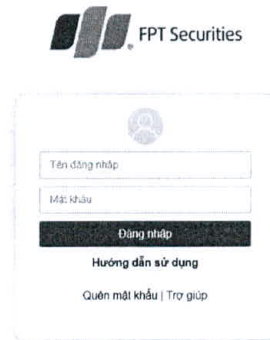 FPT Securities
Tên đăng nhập
Mật khẩu
Đăng nhập
Hướng dẫn sử dụng
Quên mật khẩu | Trợ giúp